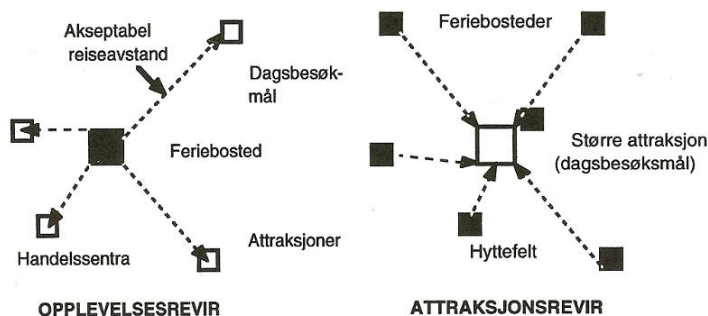 Akseptabel
reiseavstand
Dagsbesøk-
mål
Feriebosted
Handelssentra
Attraksjoner
OPPLEVELSESREVIR
Feriebosteder
Større attraksjon
(dagsbesøksmål)
Hyttefelt
ATTRAKSJONSREVIR